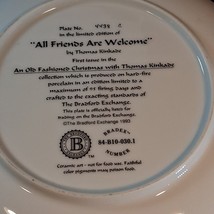 Plate No. 4498 C
in the limited edition of
"All Friends Are Welcome"
by Thomas Kinkade
First issue in the
An Old Fashioned Christmas with Thomas Kinkade
collection which is produced on hard-fire
porcelain in an edition limited to a
maximum of 95 firing days and
crafted to the exacting standards of
The Bradford Exchange.
This plate is officially listed for
trading on the Bradford Exchange.
©The Bradford Exchange 1993
B
BRADEX
84-B10-030.1
NUMBER
Ceramic art - not for food use. Faithful
color pigments may poison food.